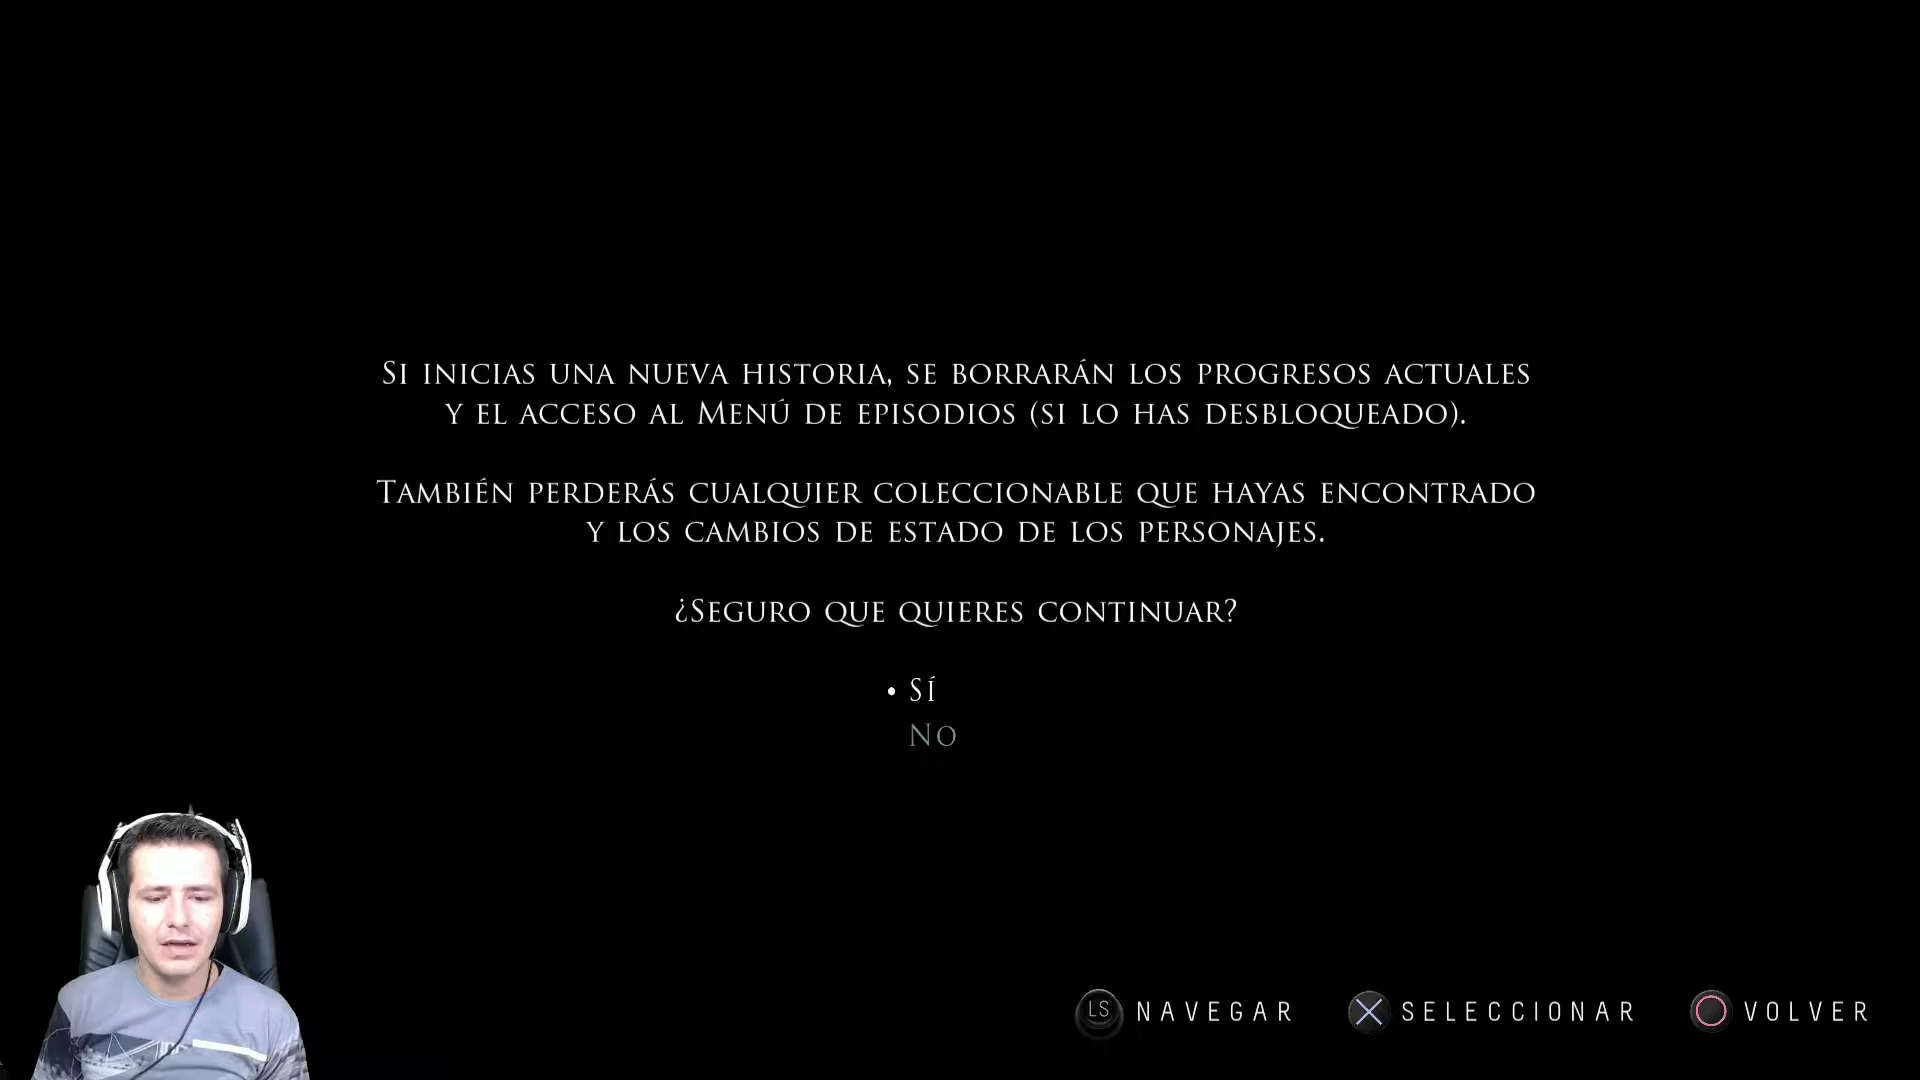 Si inicias una nueva historia, se borrarán los progresos actuales
y el acceso al Menú de episodios (si lo has desbloqueado).
También perderás cualquier coleccionable que hayas encontrado
y los cambios de estado de los personajes.
¿Seguro que quieres continuar?
• Sí
No
LS NAVEGAR SELECCIONAR VOLVER